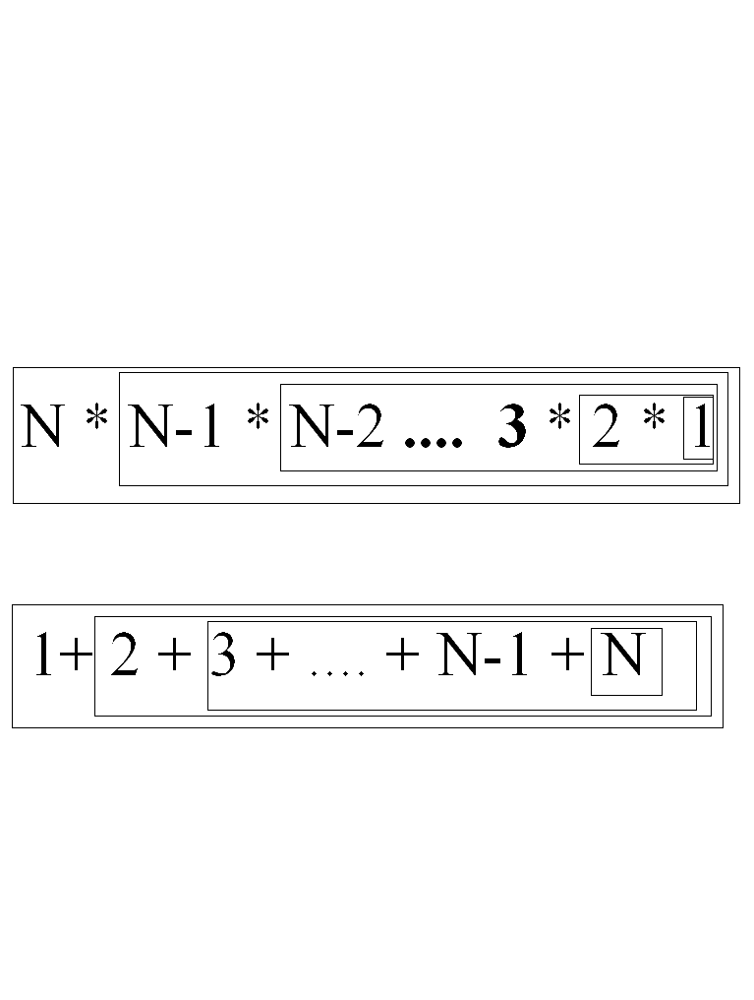 N * N-1 * N-2 .... 3 * 2 * 1
1+ 2 + 3 + .... + N-1 + N